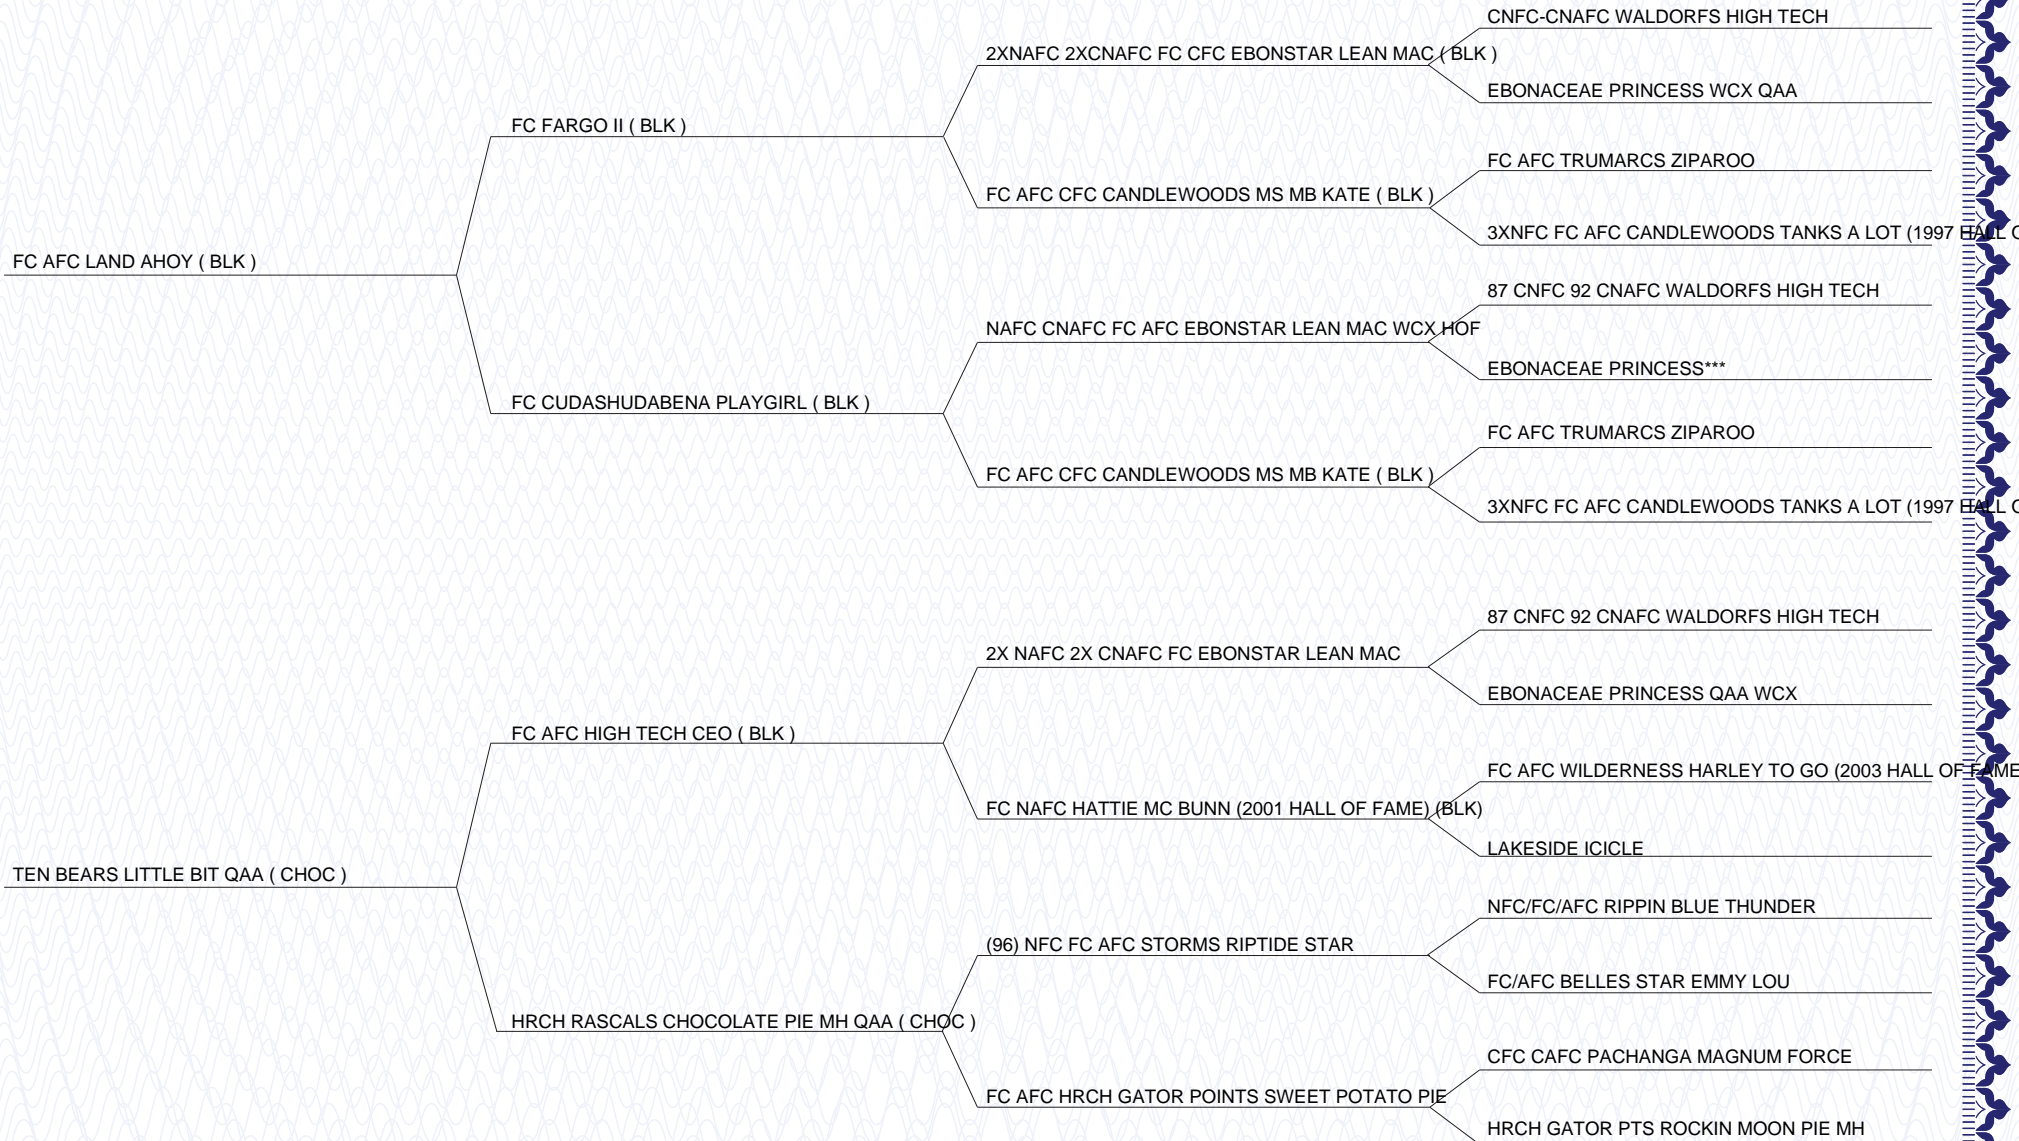 CNFC-CNAFC WALDORFS HIGH TECH
2XNAFC 2XCNAFC FC CFC EBONSTAR LEAN MAC ( BLK )
EBONACEAE PRINCESS WCX QAA
FC FARGO II ( BLK )
FC AFC TRUMARCS ZIPAROO
FC AFC CFC CANDLEWOODS MS MB KATE ( BLK )
3XNFC FC AFC CANDLEWOODS TANKS A LOT (1997 HALL
FC AFC LAND AHOY ( BLK )
87 CNFC 92 CNAFC WALDORFS HIGH TECH
NAFC CNAFC FC AFC EBONSTAR LEAN MAC WCX HOF
EBONACEAE PRINCESS***
FC CUDASHUDABENA PLAYGIRL ( BLK )
FC AFC TRUMARCS ZIPAROO
FC AFC CFC CANDLEWOODS MS MB KATE ( BLK )
3XNFC FC AFC CANDLEWOODS TANKS A LOT (1997 HALL
87 CNFC 92 CNAFC WALDORFS HIGH TECH
2X NAFC 2X CNAFC FC EBONSTAR LEAN MAC
EBONACEAE PRINCESS QAA WCX
FC AFC HIGH TECH CEO ( BLK )
FC AFC WILDERNESS HARLEY TO GO (2003 HALL OF FAME
FC NAFC HATTIE MC BUNN (2001 HALL OF FAME) (BLK)
LAKESIDE ICICLE
TEN BEARS LITTLE BIT QAA ( CHOC )
NFC/FC/AFC RIPPIN BLUE THUNDER
(96) NFC FC AFC STORMS RIPTIDE STAR
FC/AFC BELLES STAR EMMY LOU
HRCH RASCALS CHOCOLATE PIE MH QAA ( CHOC )
CFC CAFC PACHANGA MAGNUM FORCE
FC AFC HRCH GATOR POINTS SWEET POTATO PIE
HRCH GATOR PTS ROCKIN MOON PIE MH